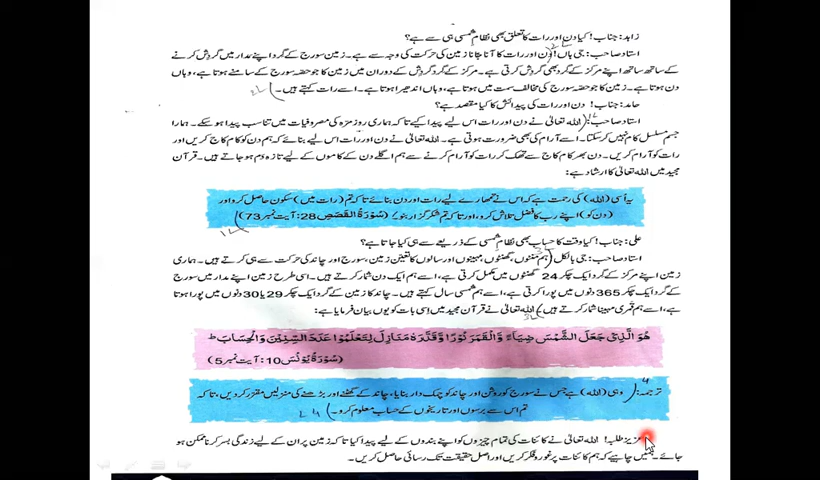 زاہد: جناب! کیا دن اور رات کا تعلق بھی نظامِ شمسی ہی سے ہے؟
استاد صاحب: جی ہاں! دن اور رات کا آنا جانا زمین کی حرکت کی وجہ سے ہے۔ زمین سورج کے گرد اپنے مدار میں گردش کرنے
کے ساتھ ساتھ اپنے مرکز کے گرد بھی گردش کرتی ہے۔ مرکز کے گرد گردش کے دوران میں زمین کا جو حصّہ سورج کے سامنے ہوتا ہے، وہاں
دن ہوتا ہے۔ زمین کا جو حصّہ سورج کی مخالف سمت میں ہوتا ہے، وہاں اندھیرا ہوتا ہے۔ اسے رات کہتے ہیں۔
حامد: جناب! دن اور رات کی پیدائش کا کیا مقصد ہے؟
استاد صاحب: اللہ تعالیٰ نے دن اور رات اس لیے پیدا کیے تاکہ ہماری روزمرہ کی مصروفیات میں تناسب پیدا ہو سکے۔ ہمارا
جسم مسلسل کام نہیں کر سکتا۔ اسے آرام کی بھی ضرورت ہوتی ہے۔ اللہ تعالیٰ نے دن اور رات اس لیے بنائے کہ ہم دن کو کام کاج کریں اور
رات کو آرام کریں۔ دن بھر کام کاج سے تھک کر رات کو آرام کرنے سے ہم اگلے دن کے کاموں کے لیے تازہ دم ہو جاتے ہیں۔ قرآن
مجید میں اللہ تعالیٰ کا ارشاد ہے:
یہ اُسی (اللہ) کی رحمت ہے کہ اس نے تمھارے لیے رات اور دن بنائے تاکہ تم (رات میں) سکون حاصل کرو اور
(دن کو) اپنے رب کا فضل تلاش کرو، اور تاکہ تم شکر گزار بنو! (سُوْرَۃُ الْقَصَصِ 28: آیت نمبر 73)
علی: جناب! کیا وقت کا حساب بھی نظامِ شمسی کے ذریعے سے ہی کیا جاتا ہے؟
استاد صاحب: جی بالکل! ہم منٹوں، گھنٹوں، مہینوں اور سالوں کا تعیّن زمین، سورج اور چاند کی حرکت سے ہی کرتے ہیں۔ ہماری
زمین اپنے مرکز کے گرد ایک چکر 24 گھنٹوں میں مکمل کرتی ہے، اسے ہم ایک دن شمار کرتے ہیں۔ اسی طرح زمین اپنے مدار میں سورج
کے گرد ایک چکر 365 دنوں میں پورا کرتی ہے، اسے ہم شمسی سال کہتے ہیں۔ چاند کا زمین کے گرد ایک چکر 29 یا 30 دنوں میں پورا ہوتا
ہے، اسے ہم قمری مہینا شمار کرتے ہیں۔ اللہ تعالیٰ نے قرآن مجید میں اسی بات کو یوں بیان فرمایا ہے:
هُوَ الَّذِیْ جَعَلَ الشَّمْسَ ضِیَآءً وَّالْقَمَرَ نُوْرًا وَّقَدَّرَهٗ مَنَازِلَ لِتَعْلَمُوْا عَدَدَ السِّنِیْنَ وَالْحِسَابَ ؕ
(سُوْرَۃُ یُوْنُسَ 10: آیت نمبر 5)
ترجمہ: وہی (اللہ) ہے جس نے سورج کو روشن اور چاند کو چمک دار بنایا، چاند کے گھٹنے اور بڑھنے کی منزلیں مقرر کر دیں، تاکہ
تم اس سے برسوں اور تاریخوں کے حساب معلوم کرو۔
عزیز طلبہ! اللہ تعالیٰ نے کائنات کی تمام چیزوں کو اپنے بندوں کے لیے پیدا کیا تاکہ زمین پر ان کے لیے زندگی بسر کرنا ممکن ہو
جائے۔ ہمیں چاہیے کہ ہم کائنات پر غور و فکر کریں اور اصل حقیقت تک رسائی حاصل کریں۔